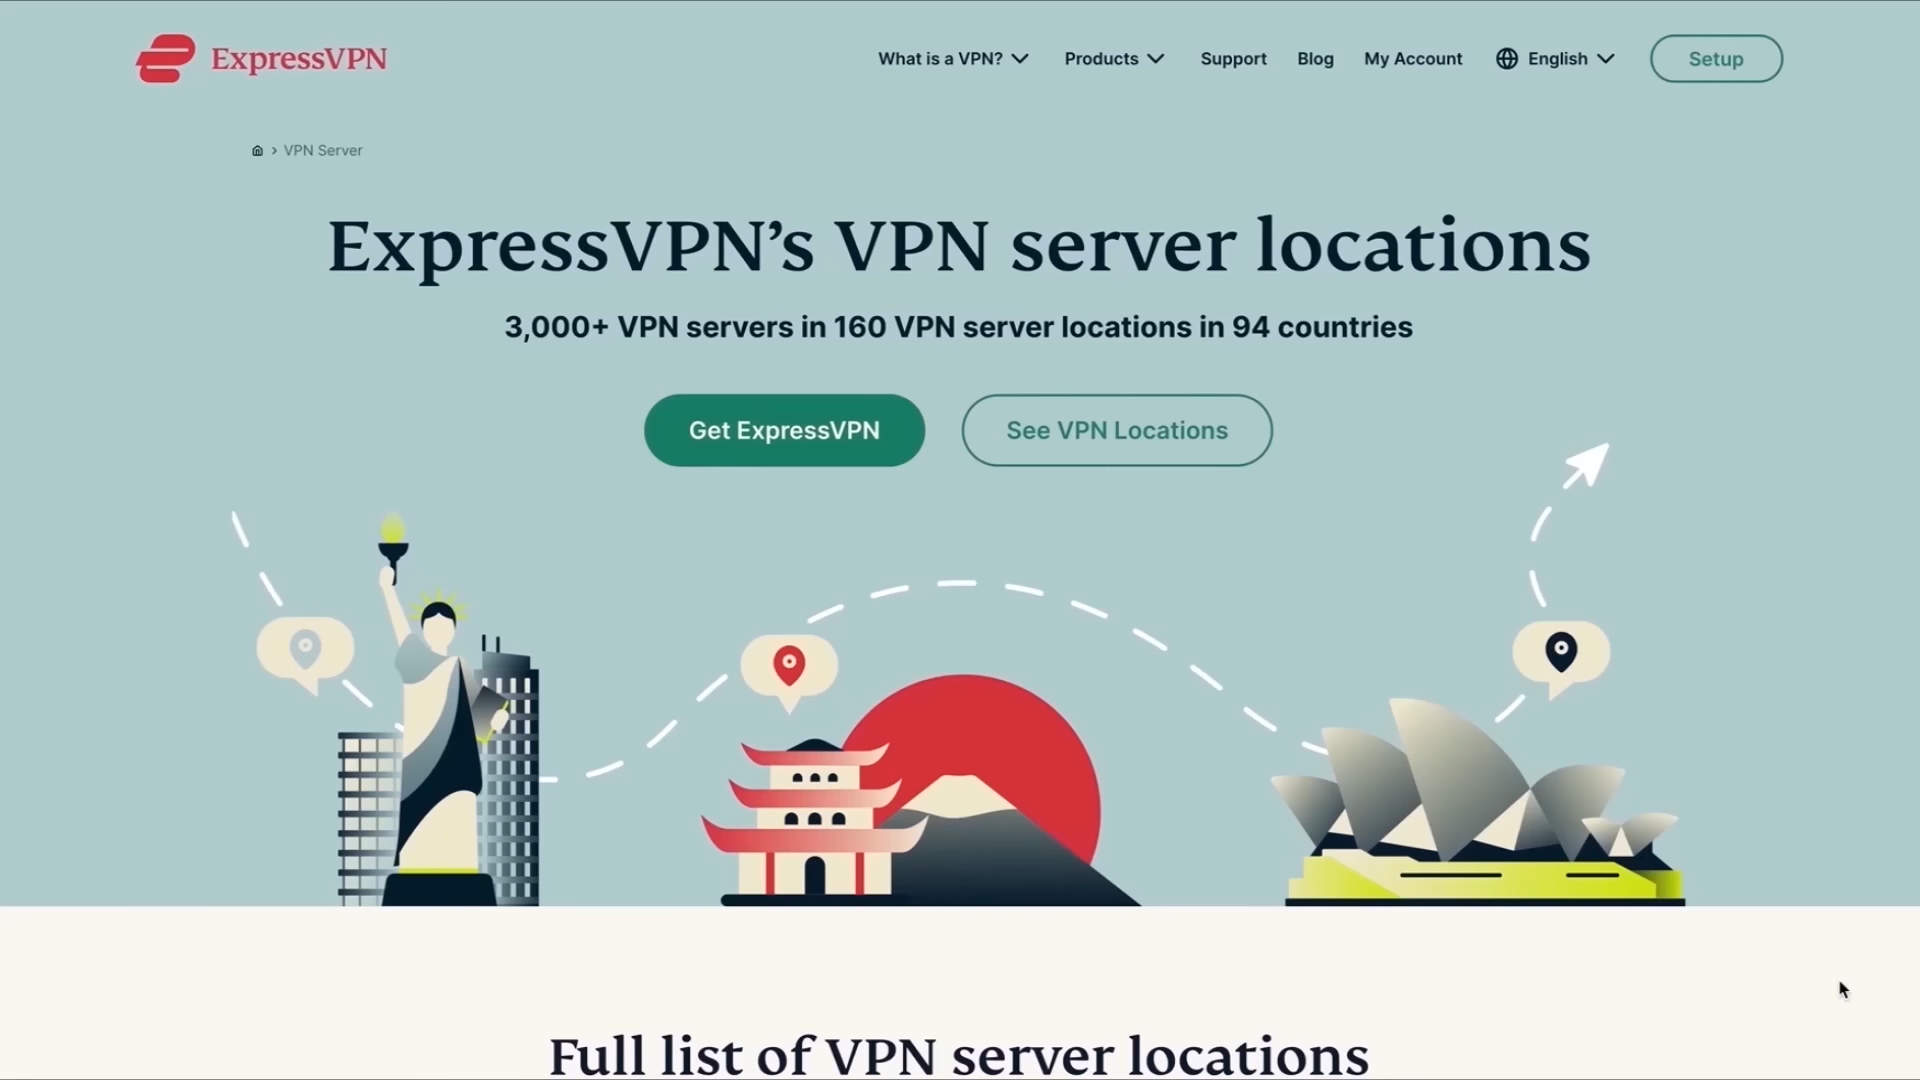 ExpressVPN
What is a VPN?
Products
Support
Blog
My Account
English
Setup
> VPN Server
ExpressVPN’s VPN server locations
3,000+ VPN servers in 160 VPN server locations in 94 countries
Get ExpressVPN
See VPN Locations
Full list of VPN server locations